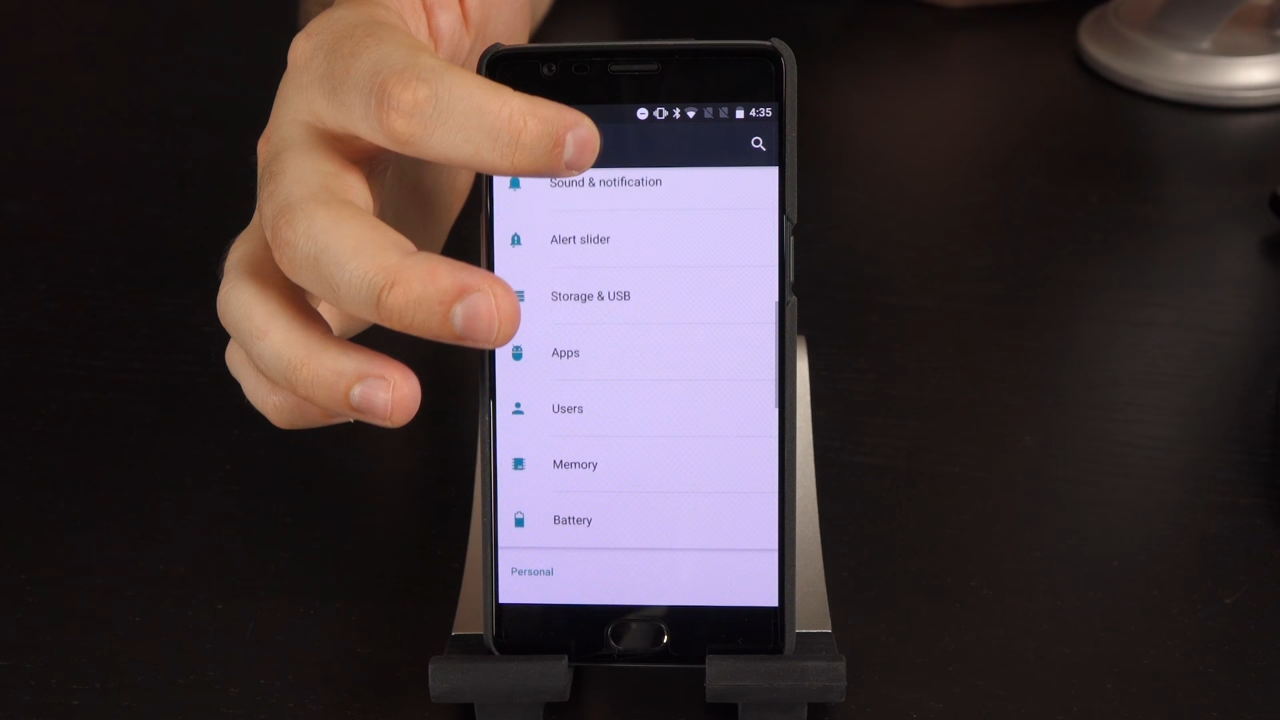 4:35
Sound & notification
Alert slider
Storage & USB
Apps
Users
Memory
Battery
Personal